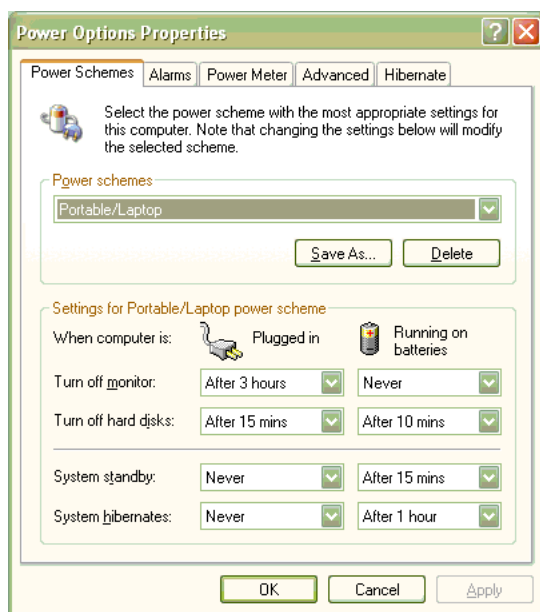 Power Options Properties
Power Schemes Alarms Power Meter Advanced Hibernate
Select the power scheme with the most appropriate settings for
this computer. Note that changing the settings below will modify
the selected scheme.
Power schemes
Portable/Laptop
Save As... Delete
Settings for Portable/Laptop power scheme
When computer is: Plugged in Running on
batteries
Turn off monitor: After 3 hours Never
Turn off hard disks: After 15 mins After 10 mins
System standby: Never After 15 mins
System hibernates: Never After 1 hour
OK Cancel Apply